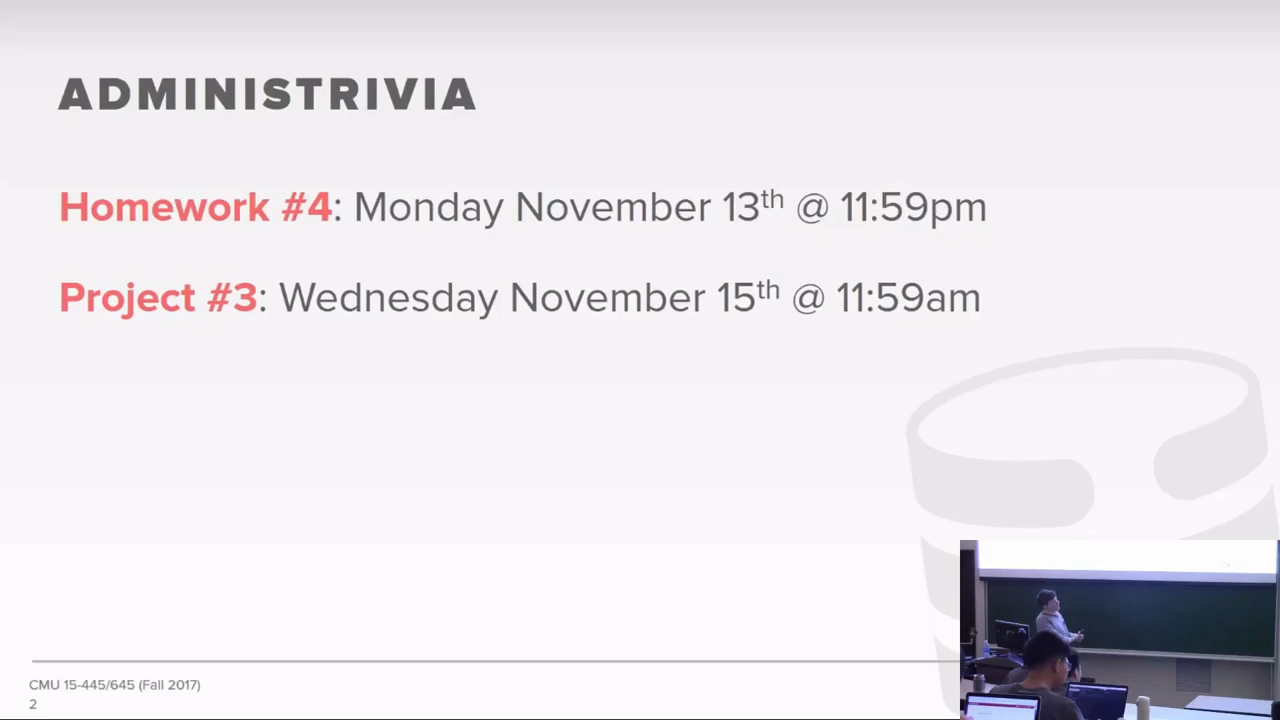 ADMINISTRIVIA
Homework #4: Monday November 13th @ 11:59pm
Project #3: Wednesday November 15th @ 11:59am
CMU 15-445/645 (Fall 2017)
2